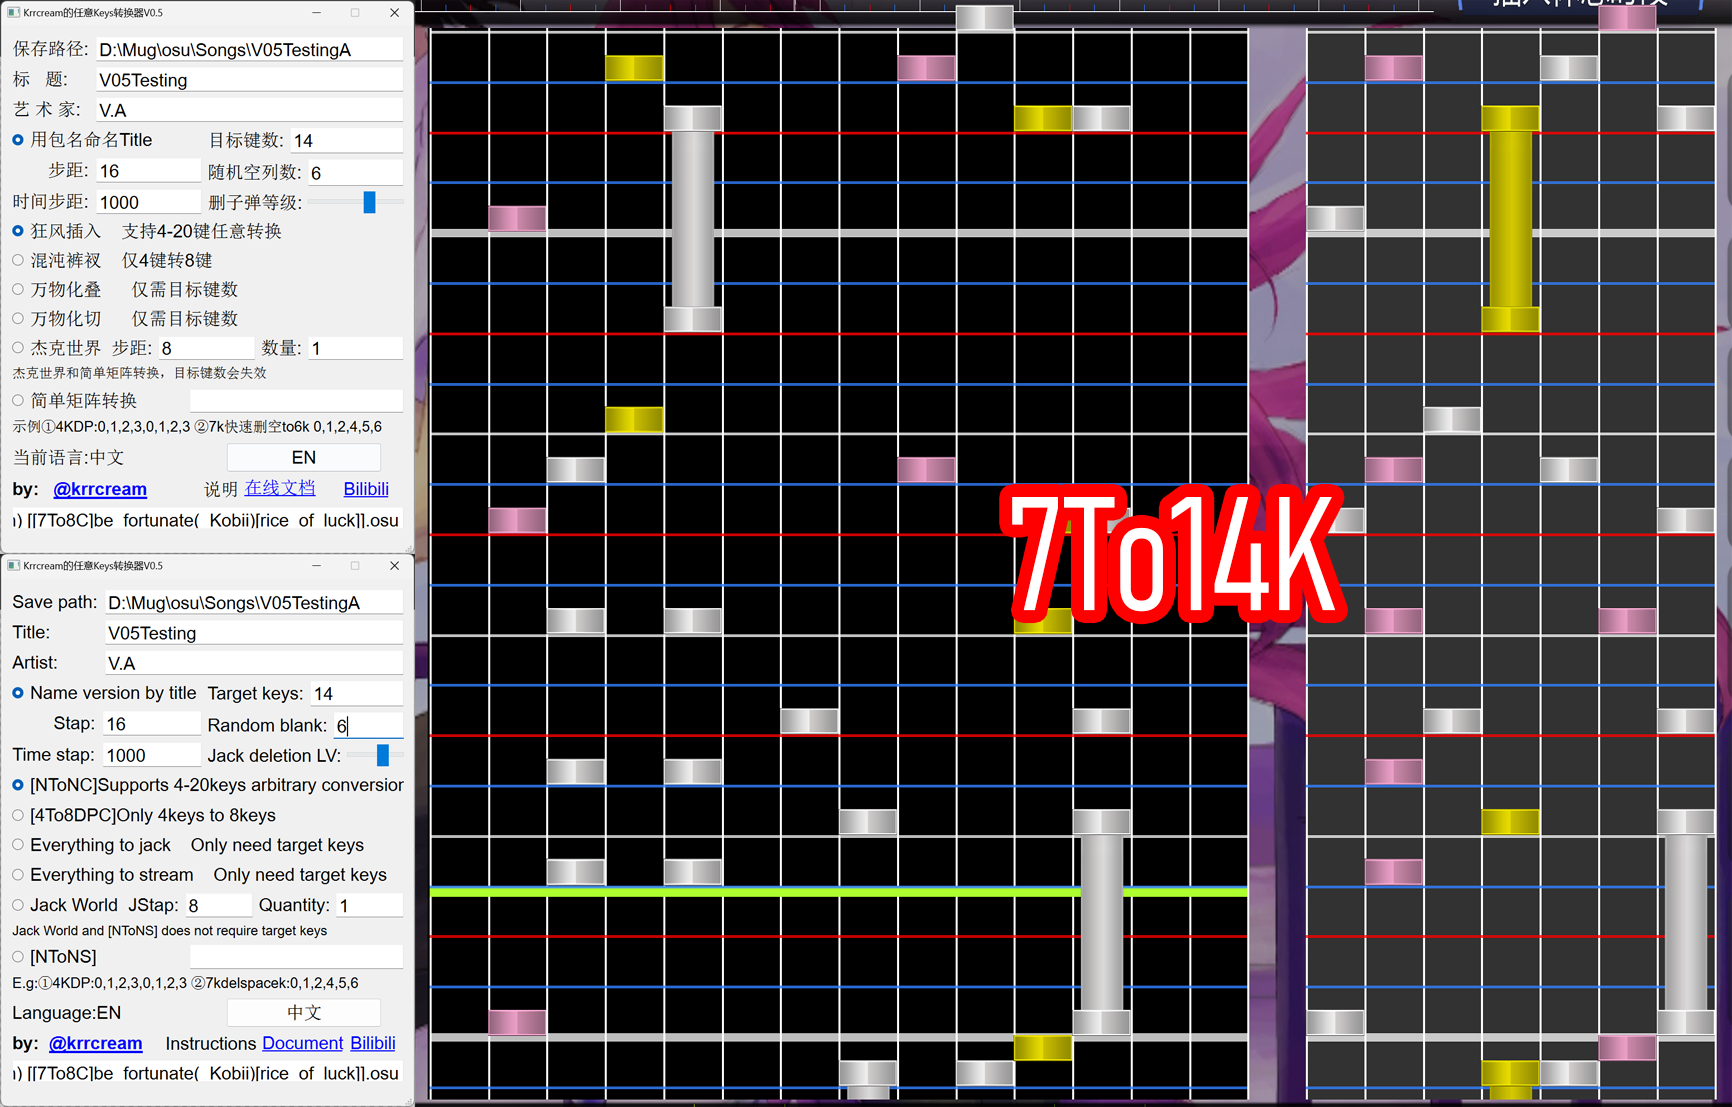 Krrcream的任意Keys转换器V0.5
保存路径: D:\Mug\osu\Songs\V05TestingA
标 题: V05Testing
艺 术 家: V.A
用包名命名Title 目标键数: 14
步距: 16 随机空列数: 6
时间步距: 1000 删子弹等级:
狂风插入 支持4-20键任意转换
混沌裤衩 仅4键转8键
万物化叠 仅需目标键数
万物化切 仅需目标键数
杰克世界 步距: 8 数量: 1
杰克世界和简单矩阵转换，目标键数会失效
简单矩阵转换
示例①4KDP:0,1,2,3,0,1,2,3 ②7k快速删空to6k 0,1,2,4,5,6
当前语言:中文 EN
by: @krrcream 说明 在线文档 Bilibili
ı) [[7To8C]be fortunate( Kobii)[rice of luck]].osu
Krrcream的任意Keys转换器V0.5
Save path: D:\Mug\osu\Songs\V05TestingA
Title: V05Testing
Artist: V.A
Name version by title Target keys: 14
Stap: 16 Random blank: 6
Time stap: 1000 Jack deletion LV:
[NToNC]Supports 4-20keys arbitrary conversior
[4To8DPC]Only 4keys to 8keys
Everything to jack Only need target keys
Everything to stream Only need target keys
Jack World JStap: 8 Quantity: 1
Jack World and [NToNS] does not require target keys
[NToNS]
E.g:①4KDP:0,1,2,3,0,1,2,3 ②7kdelspacek:0,1,2,4,5,6
Language:EN 中文
by: @krrcream Instructions Document Bilibili
ı) [[7To8C]be fortunate( Kobii)[rice of luck]].osu
7To14K